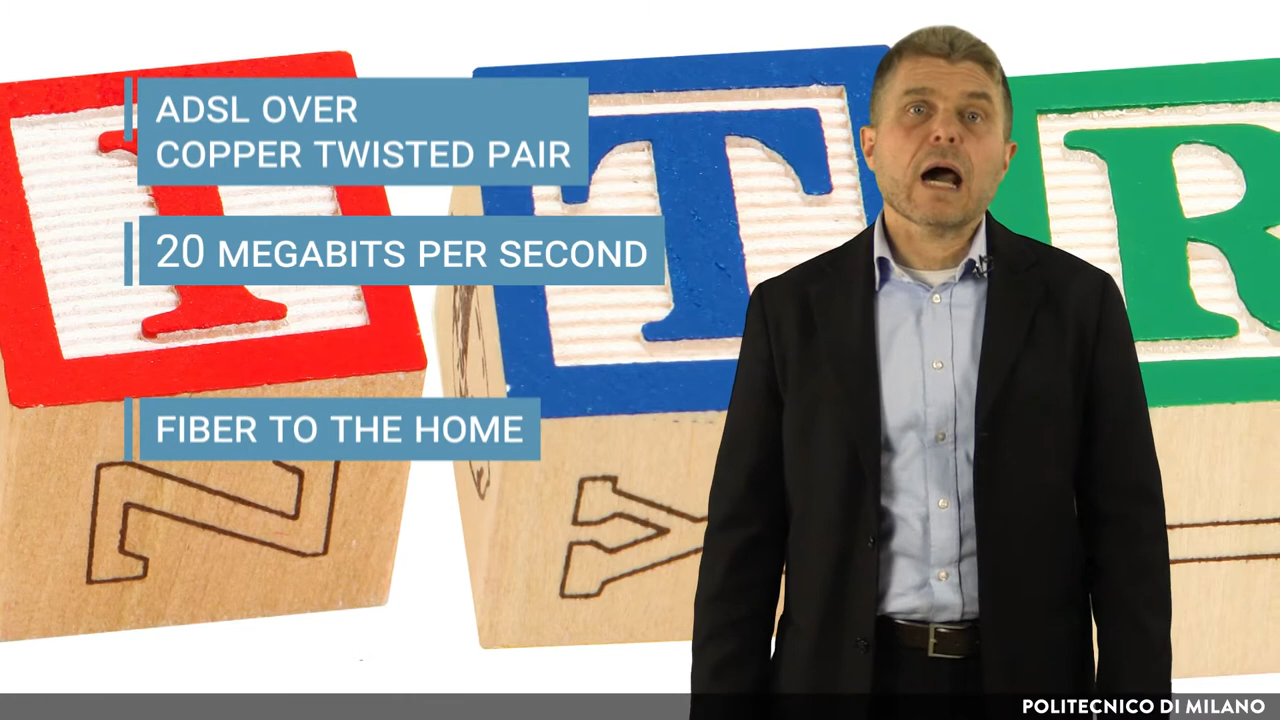 ADSL OVER
COPPER TWISTED PAIR
20 MEGABITS PER SECOND
FIBER TO THE HOME
I T R
Z Y
POLITECNICO DI MILANO